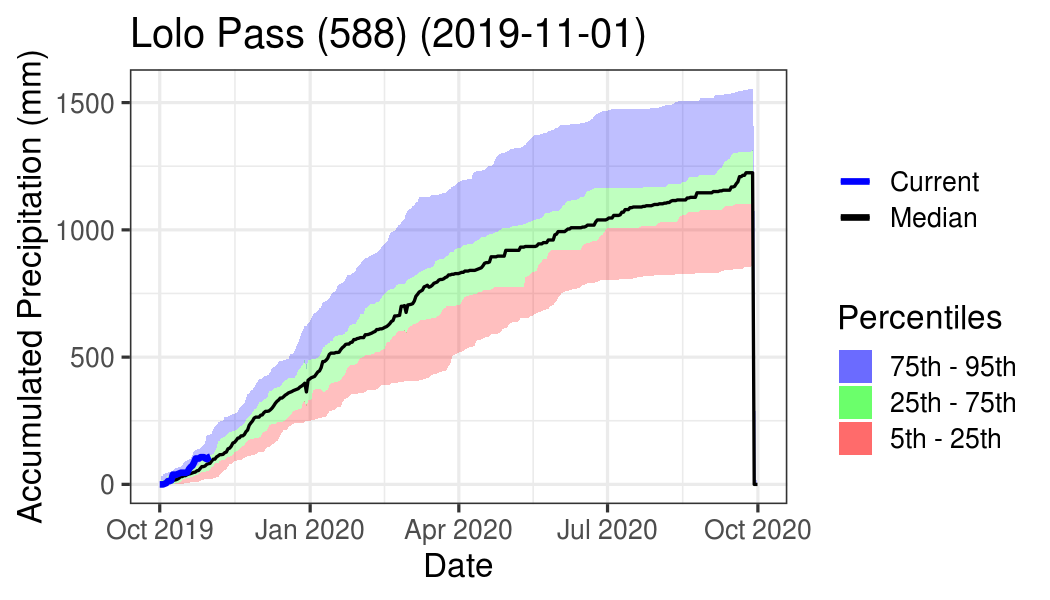 Lolo Pass (588) (2019-11-01)
Accumulated Precipitation (mm)
1500
1000
500
0
Oct 2019 Jan 2020 Apr 2020 Jul 2020 Oct 2020
Date
Current
Median
Percentiles
75th - 95th
25th - 75th
5th - 25th